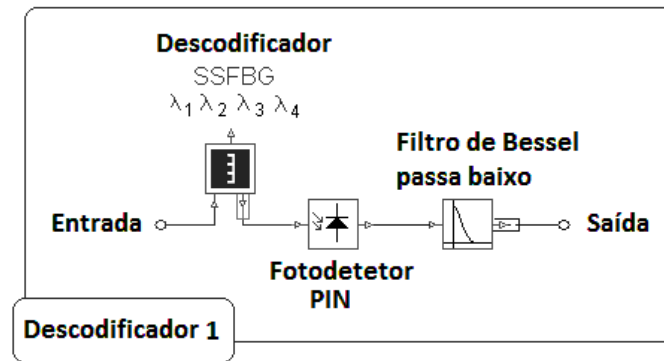 Descodificador
SSFBG
λ1 λ2 λ3 λ4
Filtro de Bessel
passa baixo
Entrada
Saída
Fotodetetor
PIN
Descodificador 1